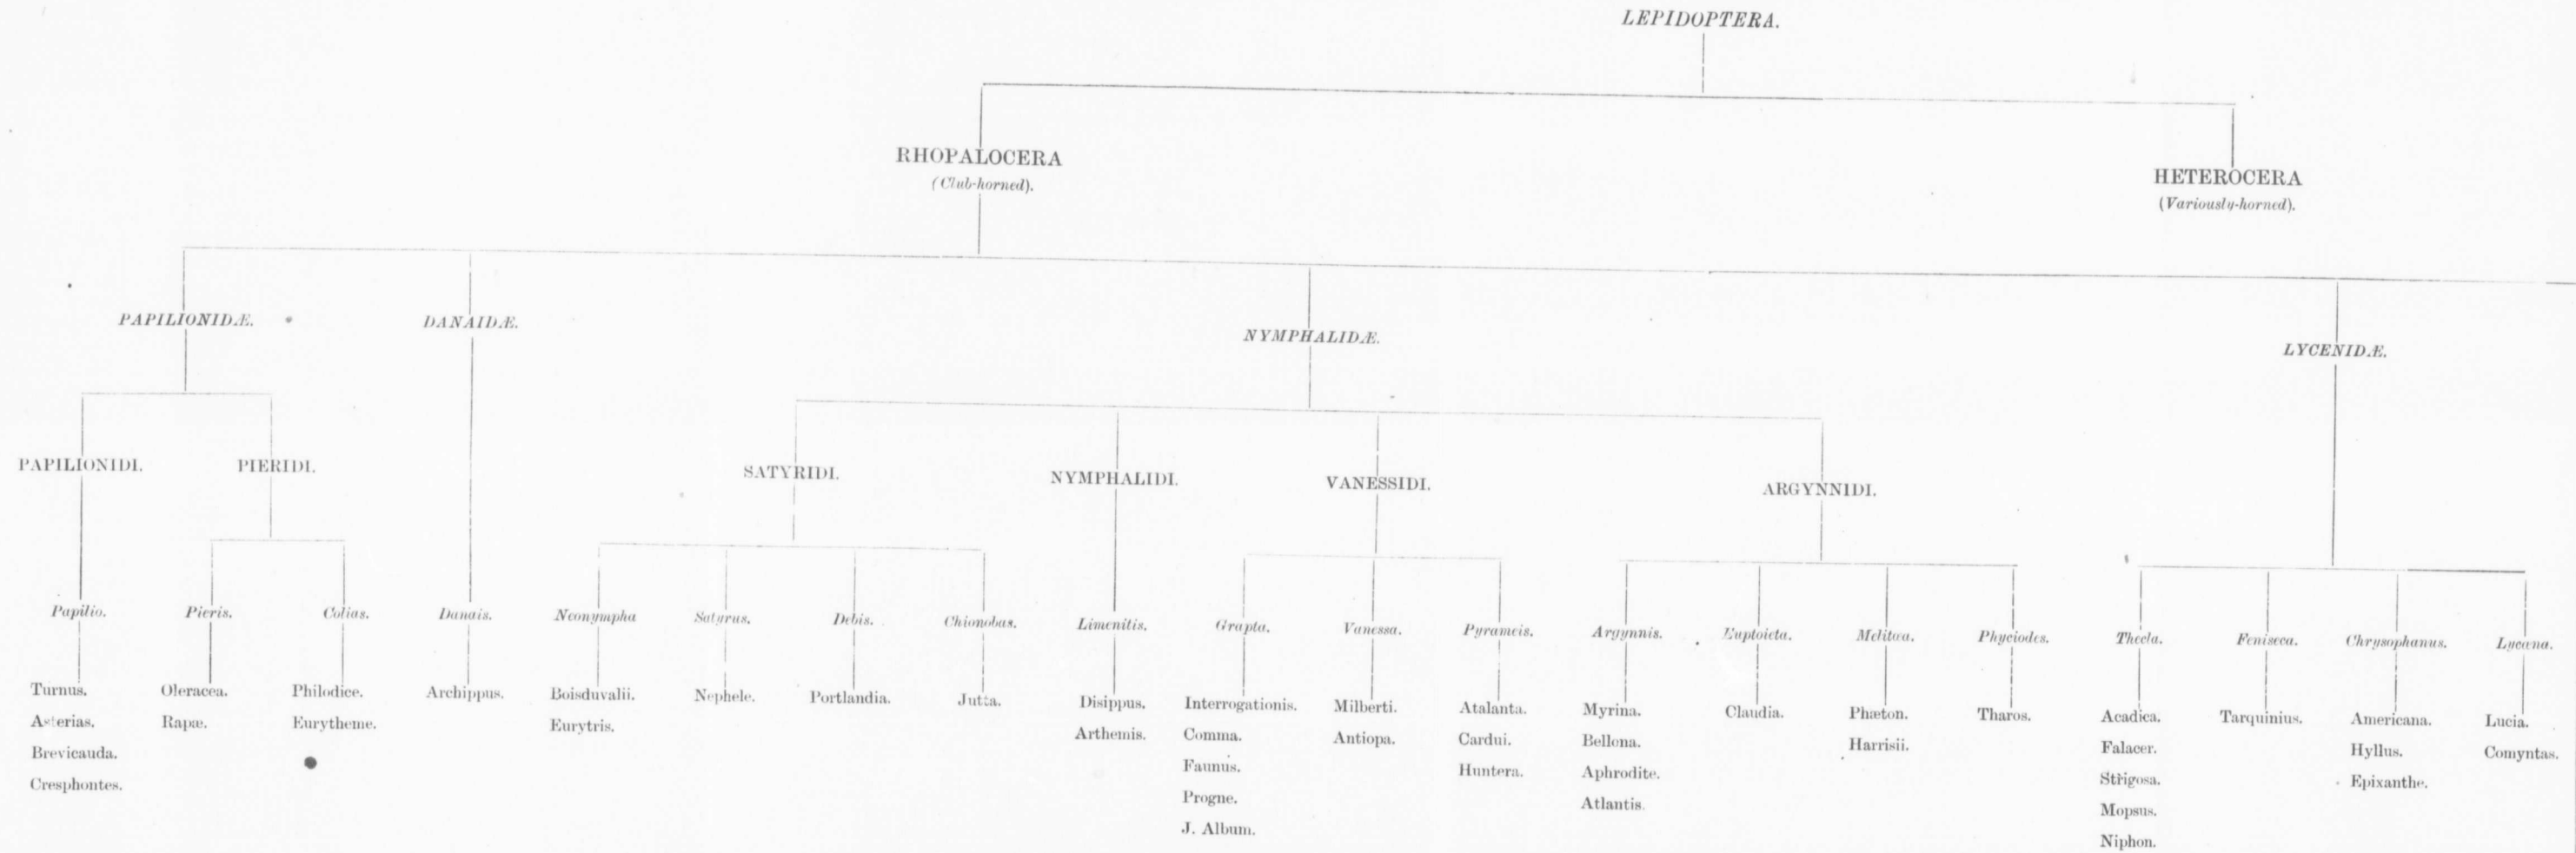 LEPIDOPTERA.
RHOPALOCERA
(Club-horned).
HETEROCERA
(Variously-horned).
PAPILIONIDÆ.
DANAIDÆ.
NYMPHALIDÆ.
LYCENIDÆ.
PAPILIONIDI.
PIERIDI.
SATYRIDI.
NYMPHALIDI.
VANESSIDI.
ARGYNNIDI.
Papilio.
Pieris.
Colias.
Danais.
Neonympha
Satyrus.
Debis.
Chionobas.
Limenitis.
Grapta.
Vanessa.
Pyrameis.
Argynnis.
Euptoieta.
Melitæa.
Phyciodes.
Thecla.
Feniseca.
Chrysophanus.
Lycæna.
Turnus.
Asterias.
Brevicauda.
Cresphontes.
Oleracea.
Rapæ.
Philodice.
Eurytheme.
Archippus.
Boisduvalii.
Eurytris.
Nephele.
Portlandia.
Jutta.
Disippus.
Arthemis.
Interrogationis.
Comma.
Faunus.
Progne.
J. Album.
Milberti.
Antiopa.
Atalanta.
Cardui.
Huntera.
Myrina.
Bellona.
Aphrodite.
Atlantis.
Claudia.
Phæton.
Harrisii.
Tharos.
Acadica.
Falacer.
Strigosa.
Mopsus.
Niphon.
Tarquinius.
Americana.
Hyllus.
Epixanthe.
Lucia.
Comyntas.